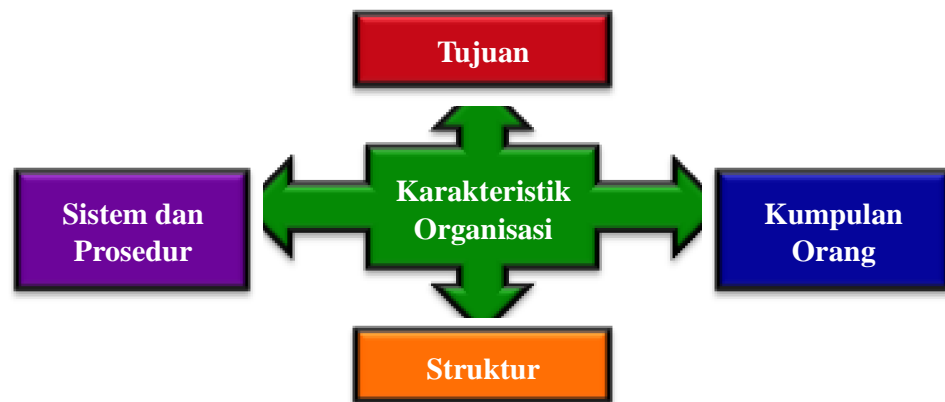 Tujuan
Sistem dan
Prosedur
Karakteristik
Organisasi
Kumpulan
Orang
Struktur